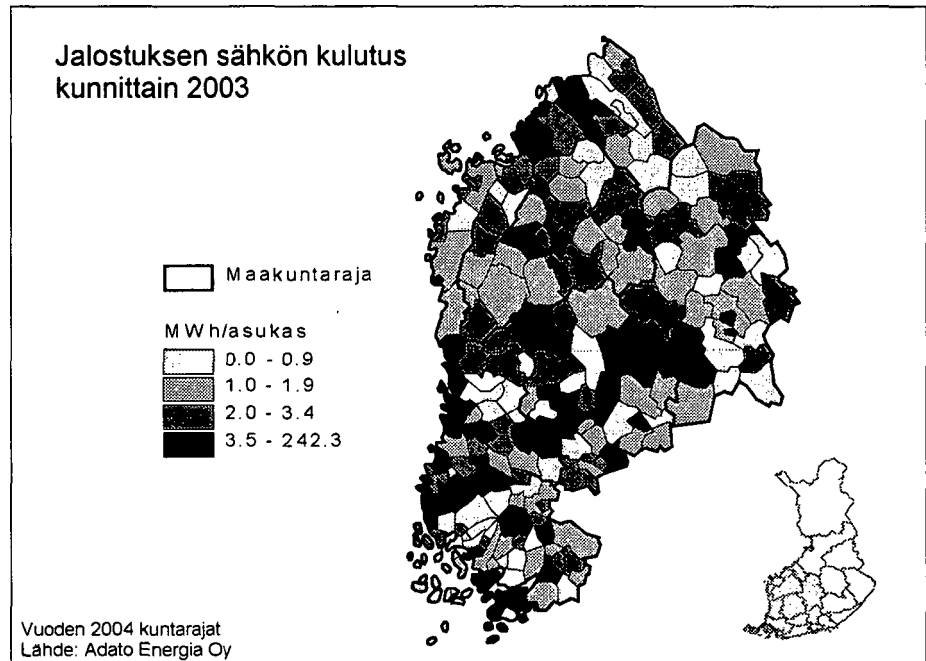 Jalostuksen sähkön kulutus
kunnittain 2003
Maakuntaraja
MWh/asukas
0.0 - 0.9
1.0 - 1.9
2.0 - 3.4
3.5 - 242.3
Vuoden 2004 kuntarajat
Lähde: Adato Energia Oy